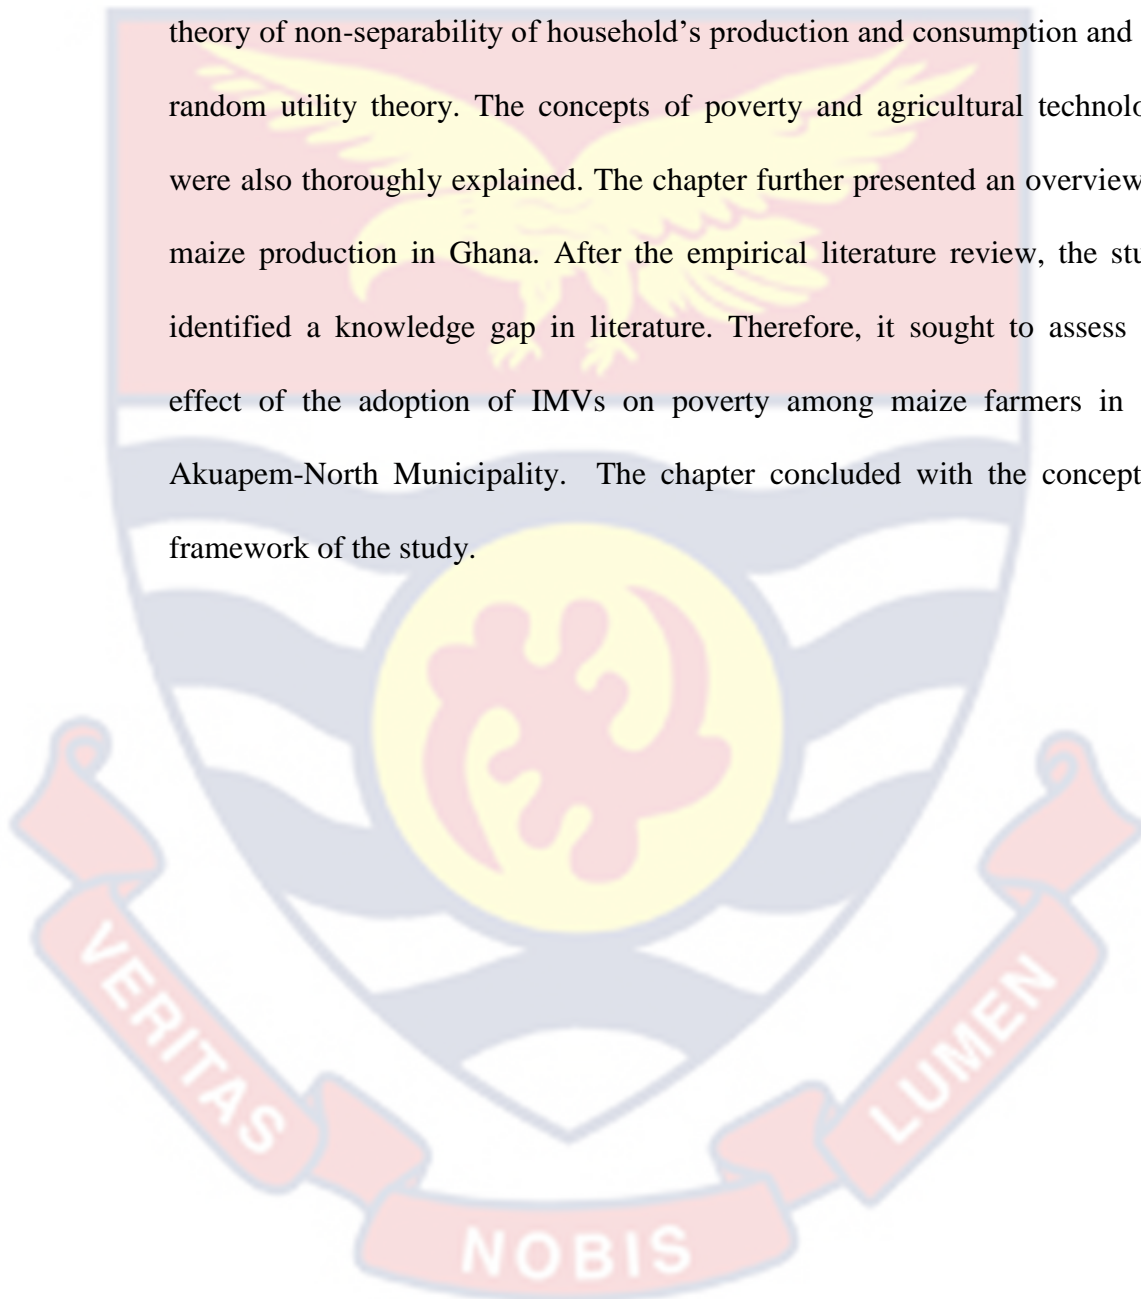 theory of non-separability of household's production and consumption and
random utility theory. The concepts of poverty and agricultural technolo
were also thoroughly explained. The chapter further presented an overview
maize production in Ghana. After the empirical literature review, the stu
identified a knowledge gap in literature. Therefore, it sought to assess
effect of the adoption of IMVs on poverty among maize farmers in
Akuapem-North Municipality. The chapter concluded with the concept
framework of the study.
VERITAS
NOBIS
LUMEN